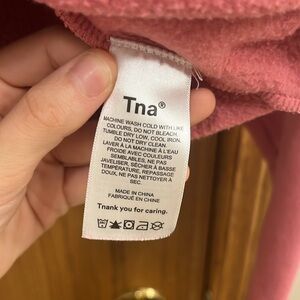 Tna®
MACHINE WASH COLD WITH LIKE
COLOURS, DO NOT BLEACH,
TUMBLE DRY LOW, COOL IRON,
DO NOT DRY CLEAN.
LAVER À LA MACHINE À L'EAU
FROIDE AVEC COULEURS
SEMBLABLES, NE PAS
JAVELISER, SÉCHER À BASSE
TEMPÉRATURE, REPASSAGE
DOUX, NE PAS NETTOYER À
SEC.
MADE IN CHINA
FABRIQUÉ EN CHINE
Thank you for caring.